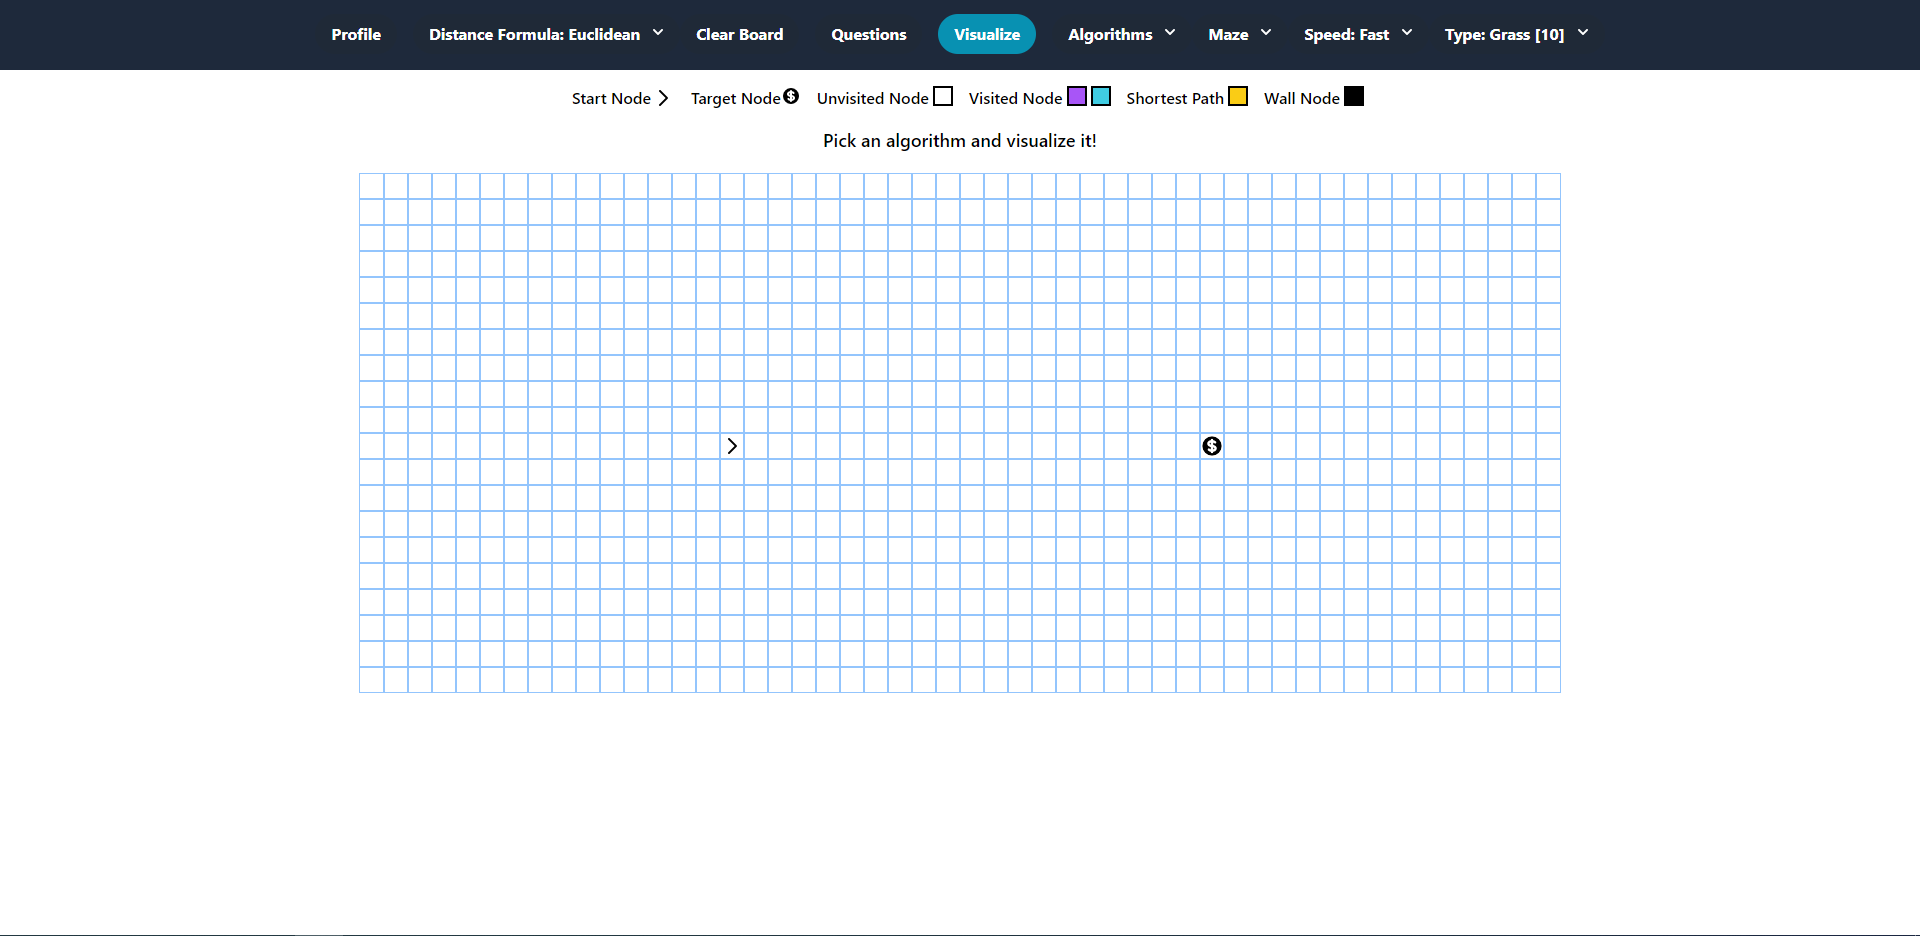 Profile Distance Formula: Euclidean Clear Board Questions Visualize Algorithms Maze Speed: Fast Type: Grass [10]
Start Node Target Node Unvisited Node Visited Node Shortest Path Wall Node
Pick an algorithm and visualize it!